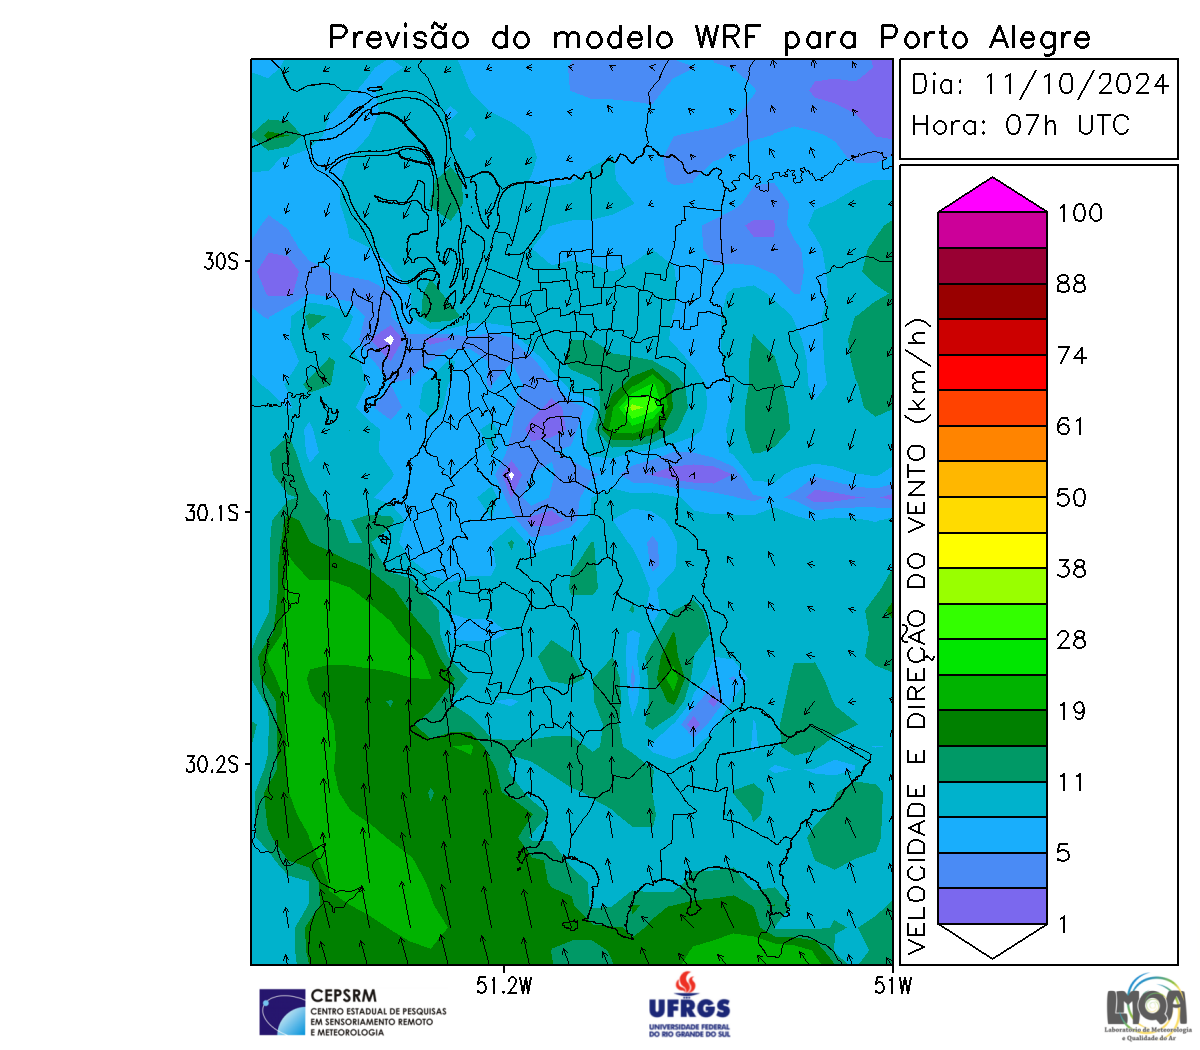 Previsão do modelo WRF para Porto Alegre
Dia: 11/10/2024
Hora: 07h UTC
VELOCIDADE E DIREÇÃO DO VENTO (km/h)
100
88
74
61
50
38
28
19
11
5
1
30S
30.1S
30.2S
51.2W
51W
CEPSRM
CENTRO ESTADUAL DE PESQUISAS
EM SENSORIAMENTO REMOTO
E METEOROLOGIA
UFRGS
UNIVERSIDADE FEDERAL
DO RIO GRANDE DO SUL
LMQA
Laboratório de Meteorologia
e Qualidade do Ar